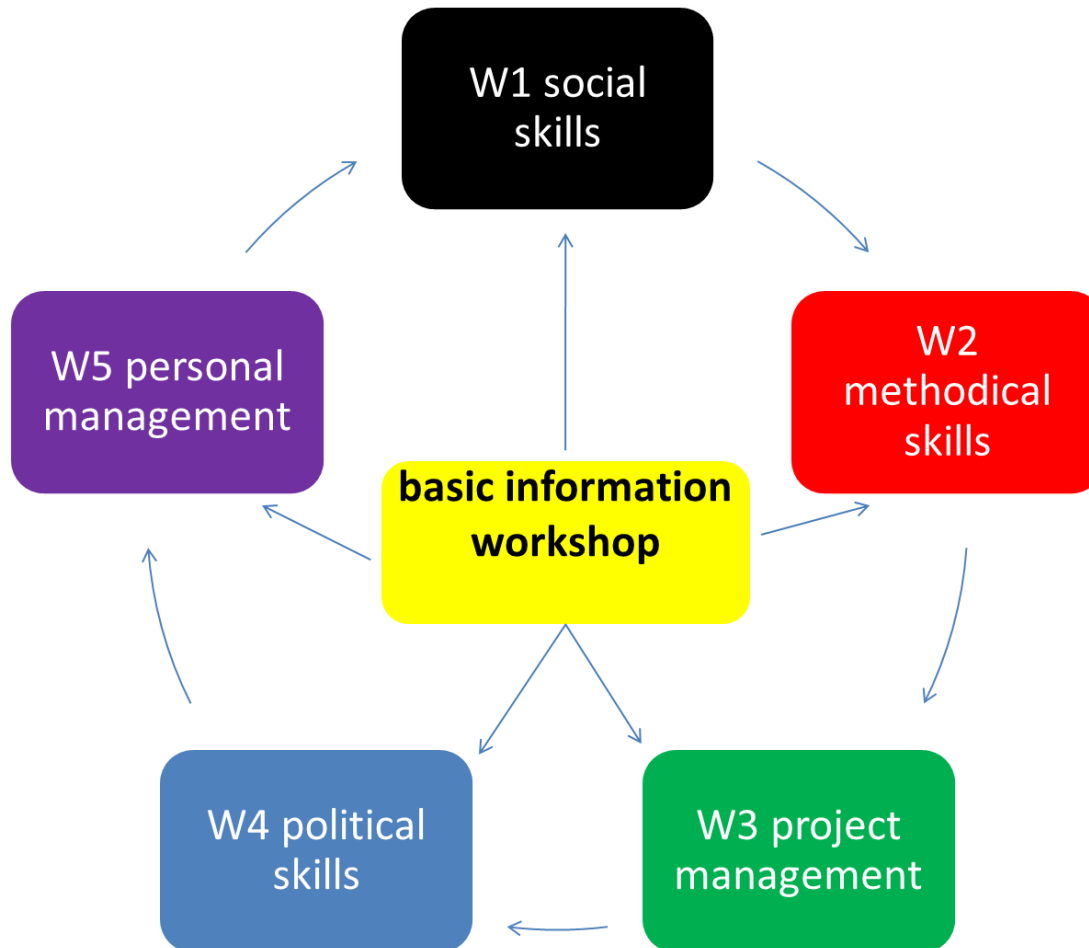 W1 social
skills
W2
methodical
skills
W3 project
management
W4 political
skills
W5 personal
management
basic information
workshop